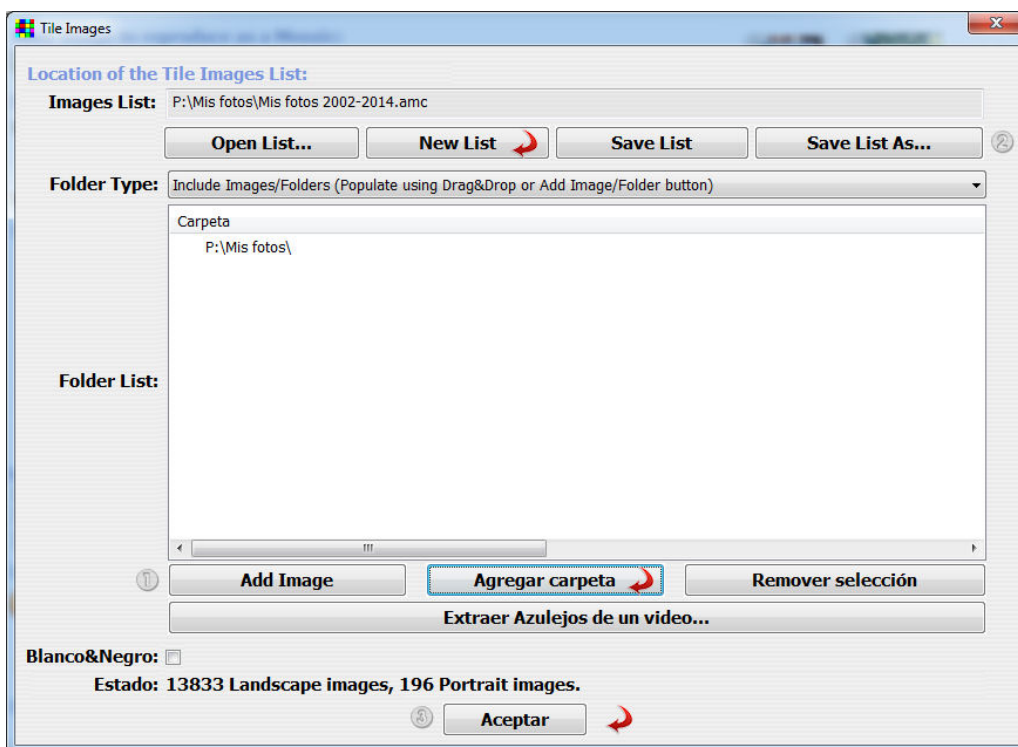 Tile Images
Location of the Tile Images List:
Images List: P:\Mis fotos\Mis fotos 2002-2014.amc
Open List... New List Save List Save List As... 2
Folder Type: Include Images/Folders (Populate using Drag&Drop or Add Image/Folder button)
Carpeta
P:\Mis fotos\
Folder List:
1 Add Image Agregar carpeta Remover selección
Extraer Azulejos de un video...
Blanco&Negro:
Estado: 13833 Landscape images, 196 Portrait images.
3 Aceptar